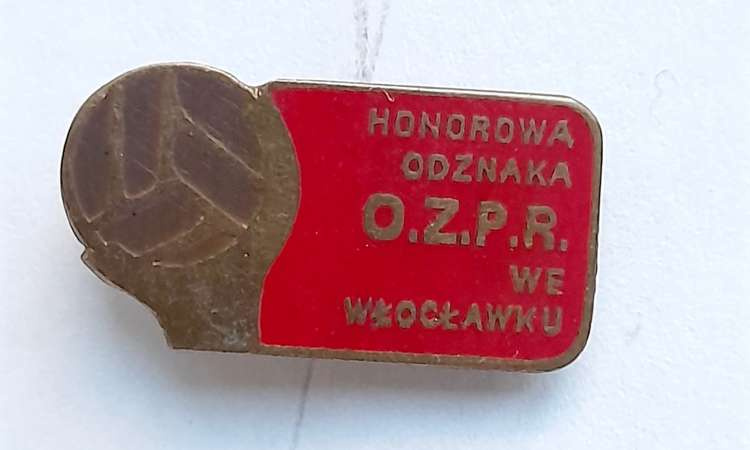 HONOROWA
ODZNAKA
O.Z.P.R.
WE
WŁOCŁAWKU